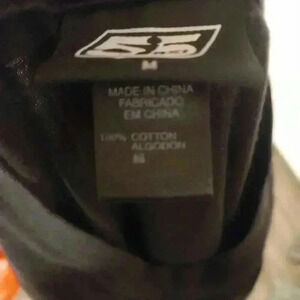 M
MADE IN CHINA
FABRICADO
EM CHINA
100% COTTON
ALGODON